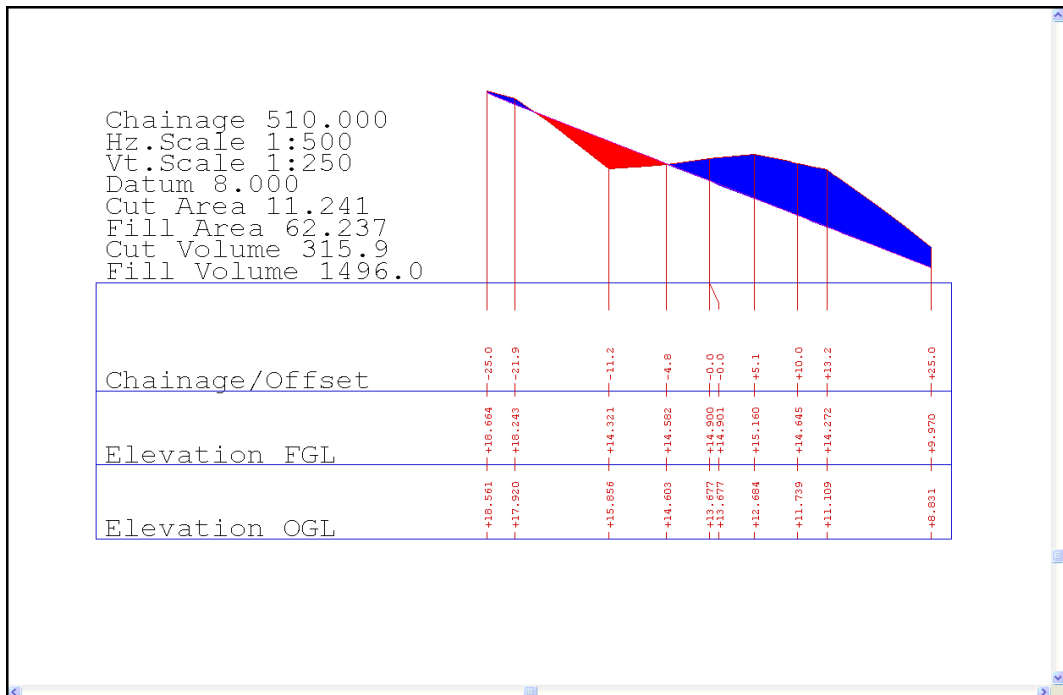 Chainage 510.000
Hz.Scale 1:500
Vt.Scale 1:250
Datum 8.000
Cut Area 11.241
Fill Area 62.237
Cut Volume 315.9
Fill Volume 1496.0
Chainage/Offset -25.0 -21.9 -11.2 -4.8 -0.0 -0.0 +5.1 +10.0 +13.2 +25.0
Elevation FGL +18.664 +18.243 +14.321 +14.582 +14.900 +14.901 +15.160 +14.645 +14.272 +9.970
Elevation OGL +18.561 +17.920 +15.856 +14.603 +13.677 +13.677 +12.684 +11.739 +11.109 +8.831